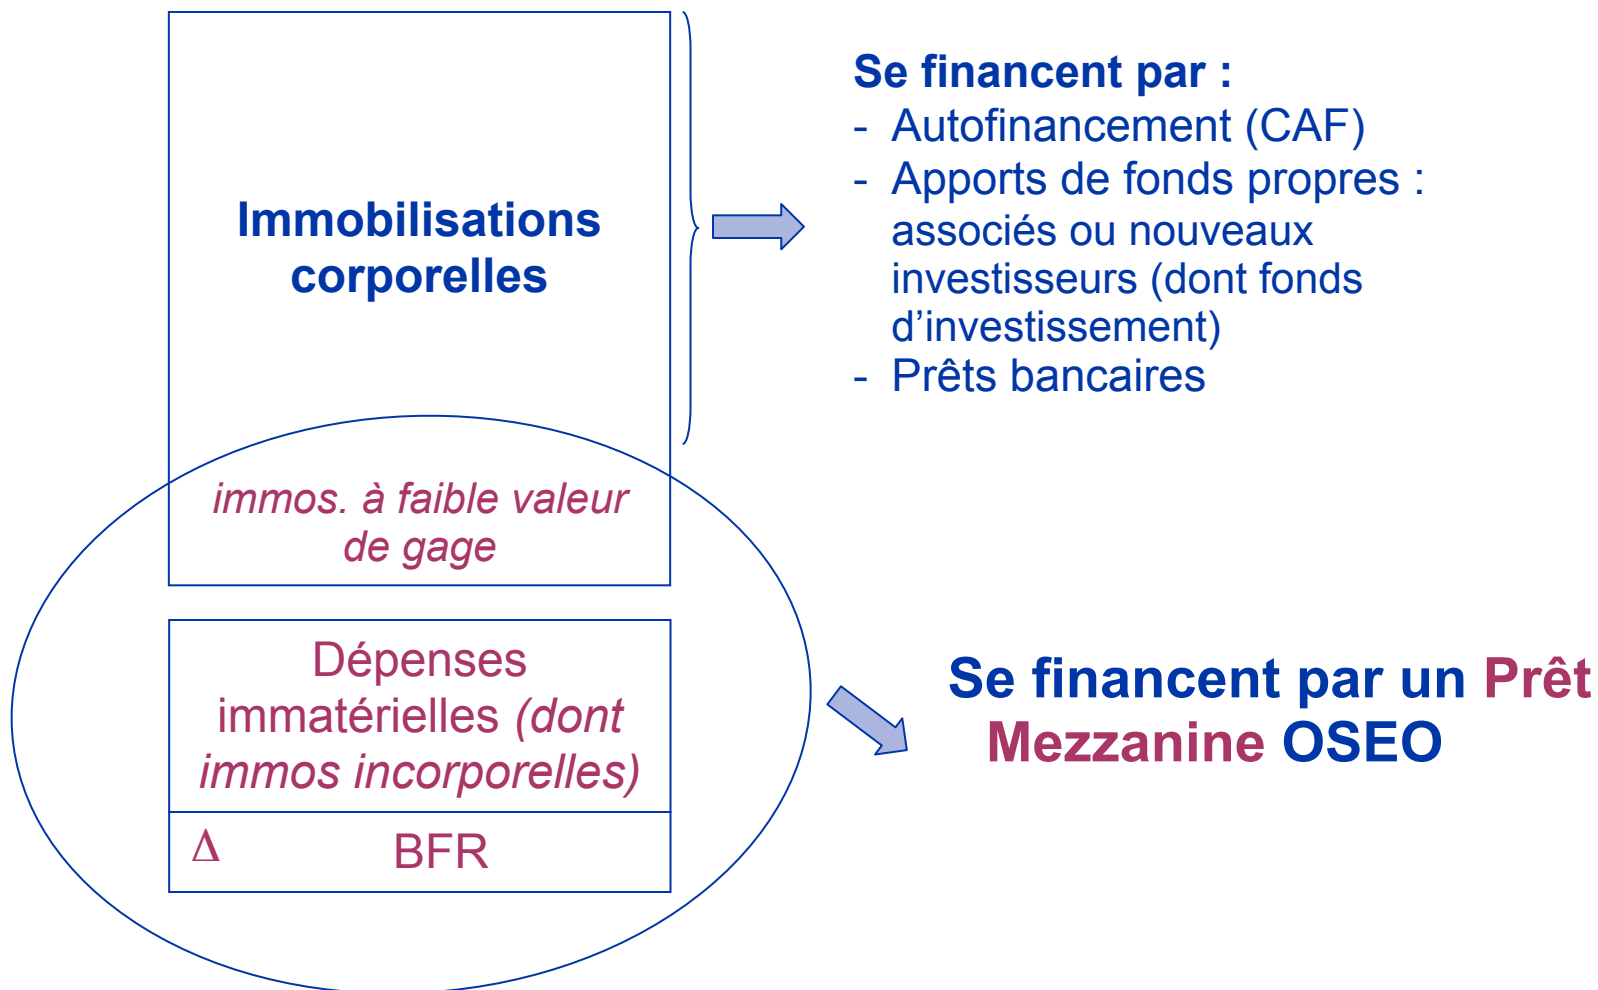 Immobilisations
corporelles
immos. à faible valeur
de gage
Dépenses
immatérielles (dont
immos incorporelles)
Δ BFR
Se financent par :
- Autofinancement (CAF)
- Apports de fonds propres :
associés ou nouveaux
investisseurs (dont fonds
d’investissement)
- Prêts bancaires
Se financent par un Prêt
Mezzanine OSEO